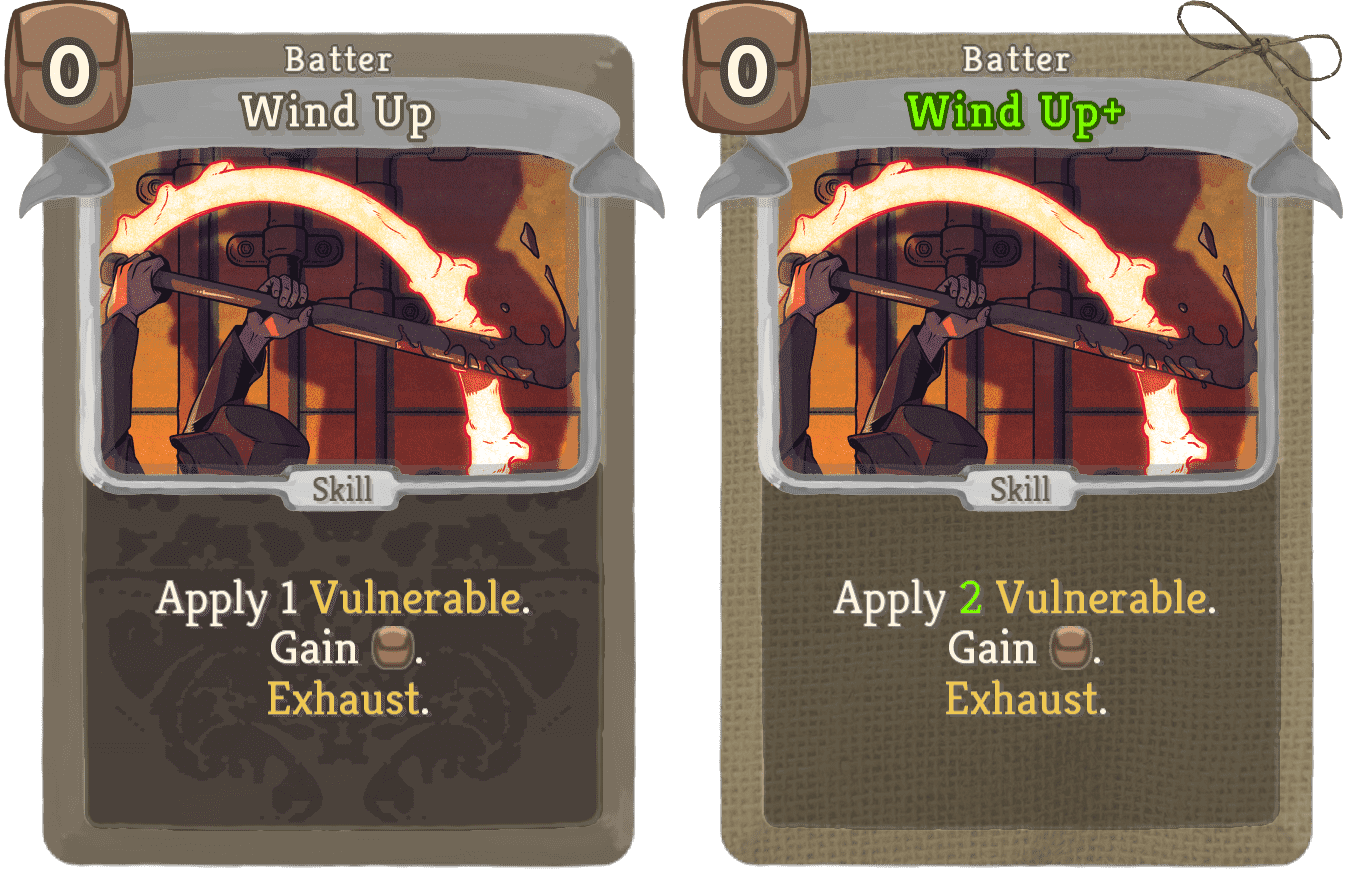 0
Batter
Wind Up
Skill
Apply 1 Vulnerable.
Gain .
Exhaust.
0
Batter
Wind Up+
Skill
Apply 2 Vulnerable.
Gain .
Exhaust.